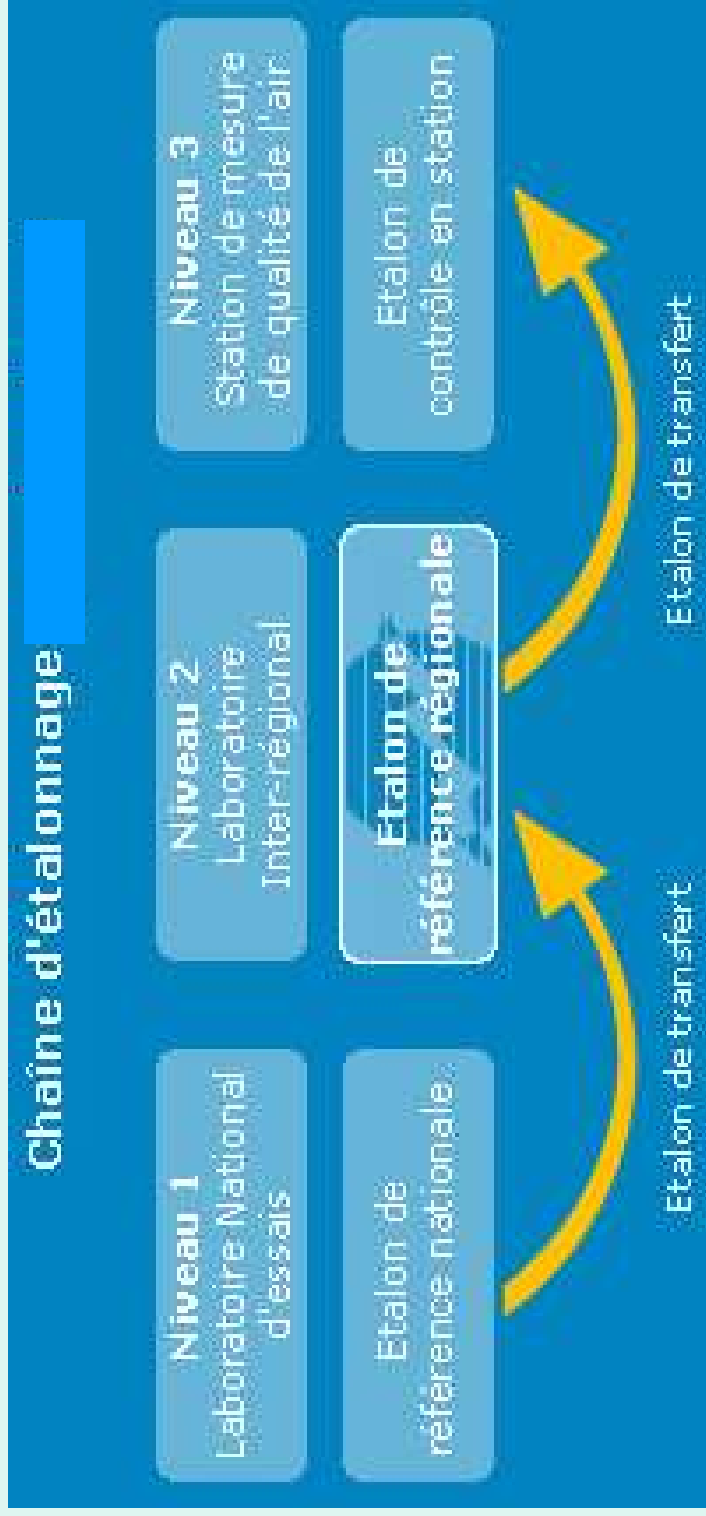 Chaîne d'étalonnage
Niveau 1
Laboratoire National
d'essais
Niveau 2
Laboratoire
Inter-régional
Niveau 3
Station de mesure
de qualité de l'air
Etalon de
référence nationale
Etalon de
référence régionale
Etalon de
contrôle en station
Etalon de transfert
Etalon de transfert